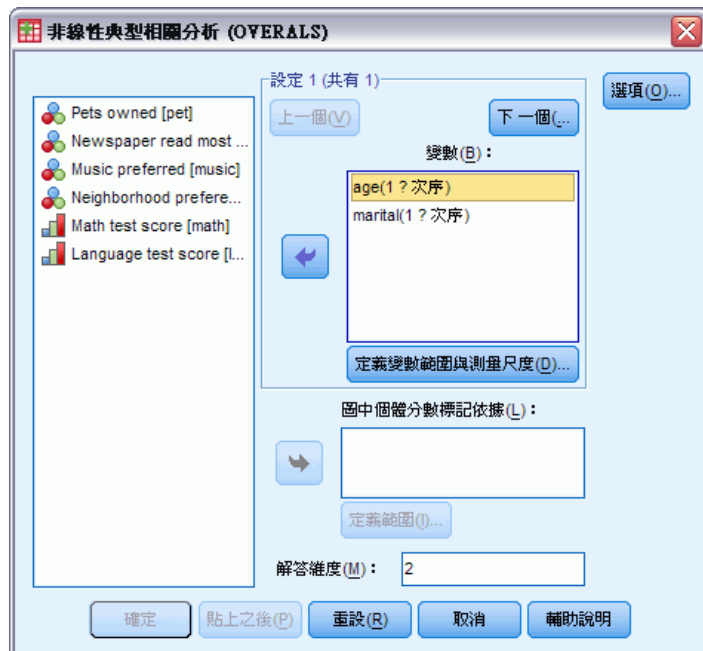 非線性典型相關分析 (OVERALS)
設定 1 (共有 1)
選項(O)...
上一個(V)
下 一個(...
Pets owned [pet]
Newspaper read most ...
Music preferred [music]
Neighborhood prefere...
Math test score [math]
Language test score [l...
變數(B)：
age(1 ? 次序)
marital(1 ? 次序)
定義變數範圍與測量尺度(D)...
圖中個體分數標記依據(L)：
定義範圍(I)...
解答維度(M)：
2
確定
貼上之後(P)
重設(R)
取消
輔助說明